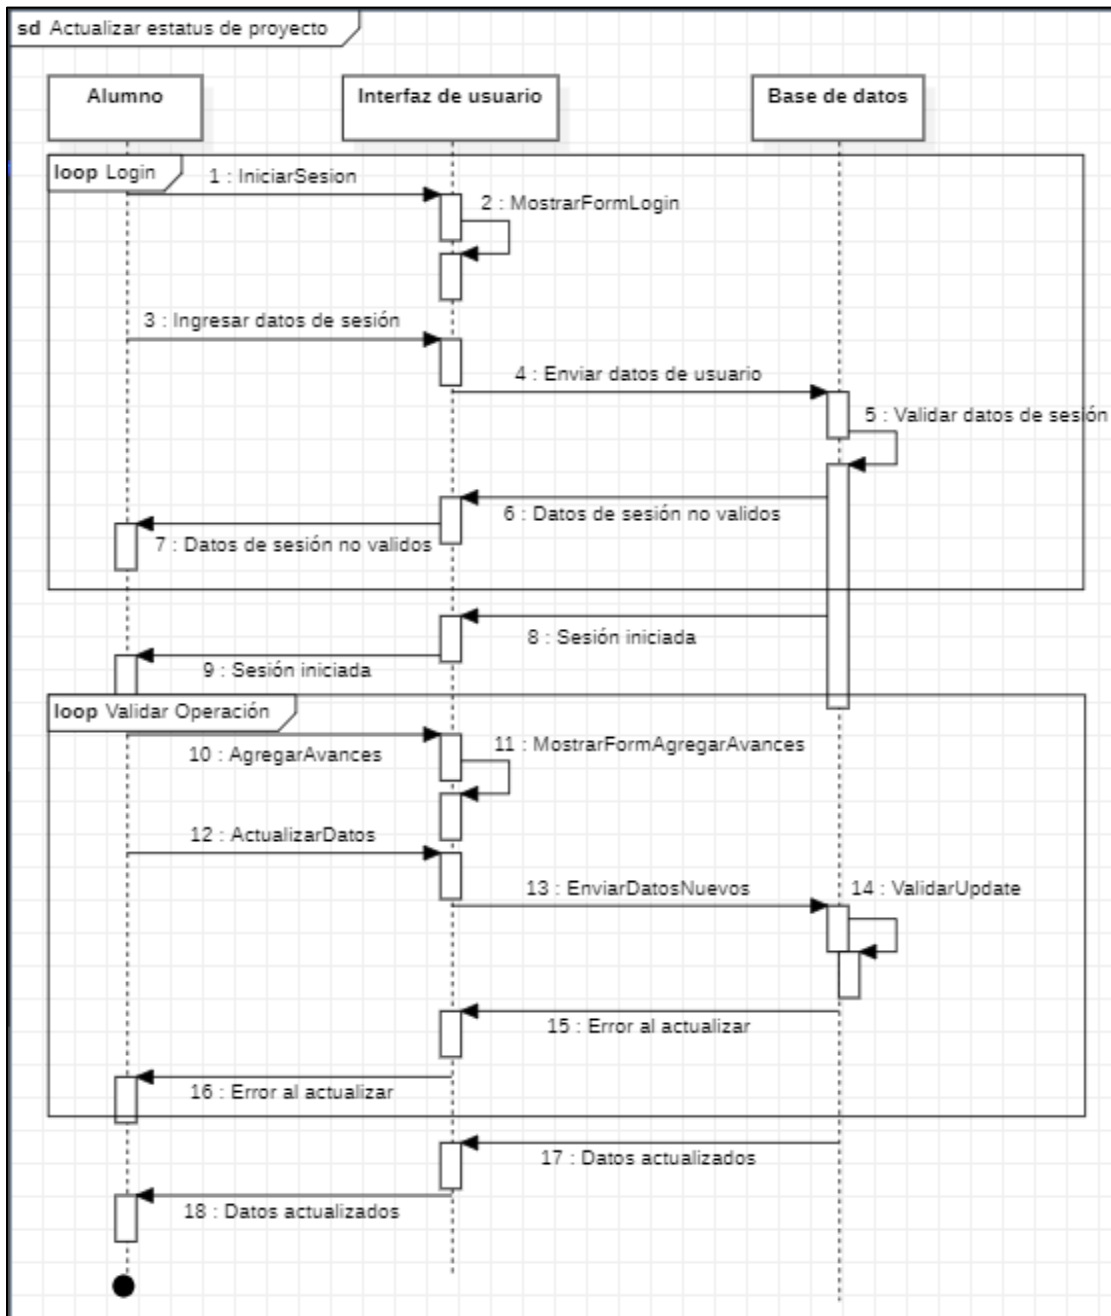 sd Actualizar estatus de proyecto
Alumno
Interfaz de usuario
Base de datos
loop Login
1 : IniciarSesion
2 : MostrarFormLogin
3 : Ingresar datos de sesión
4 : Enviar datos de usuario
5 : Validar datos de sesión
6 : Datos de sesión no validos
7 : Datos de sesión no validos
8 : Sesión iniciada
9 : Sesión iniciada
loop Validar Operación
10 : AgregarAvances
11 : MostrarFormAgregarAvances
12 : ActualizarDatos
13 : EnviarDatosNuevos
14 : ValidarUpdate
15 : Error al actualizar
16 : Error al actualizar
17 : Datos actualizados
18 : Datos actualizados